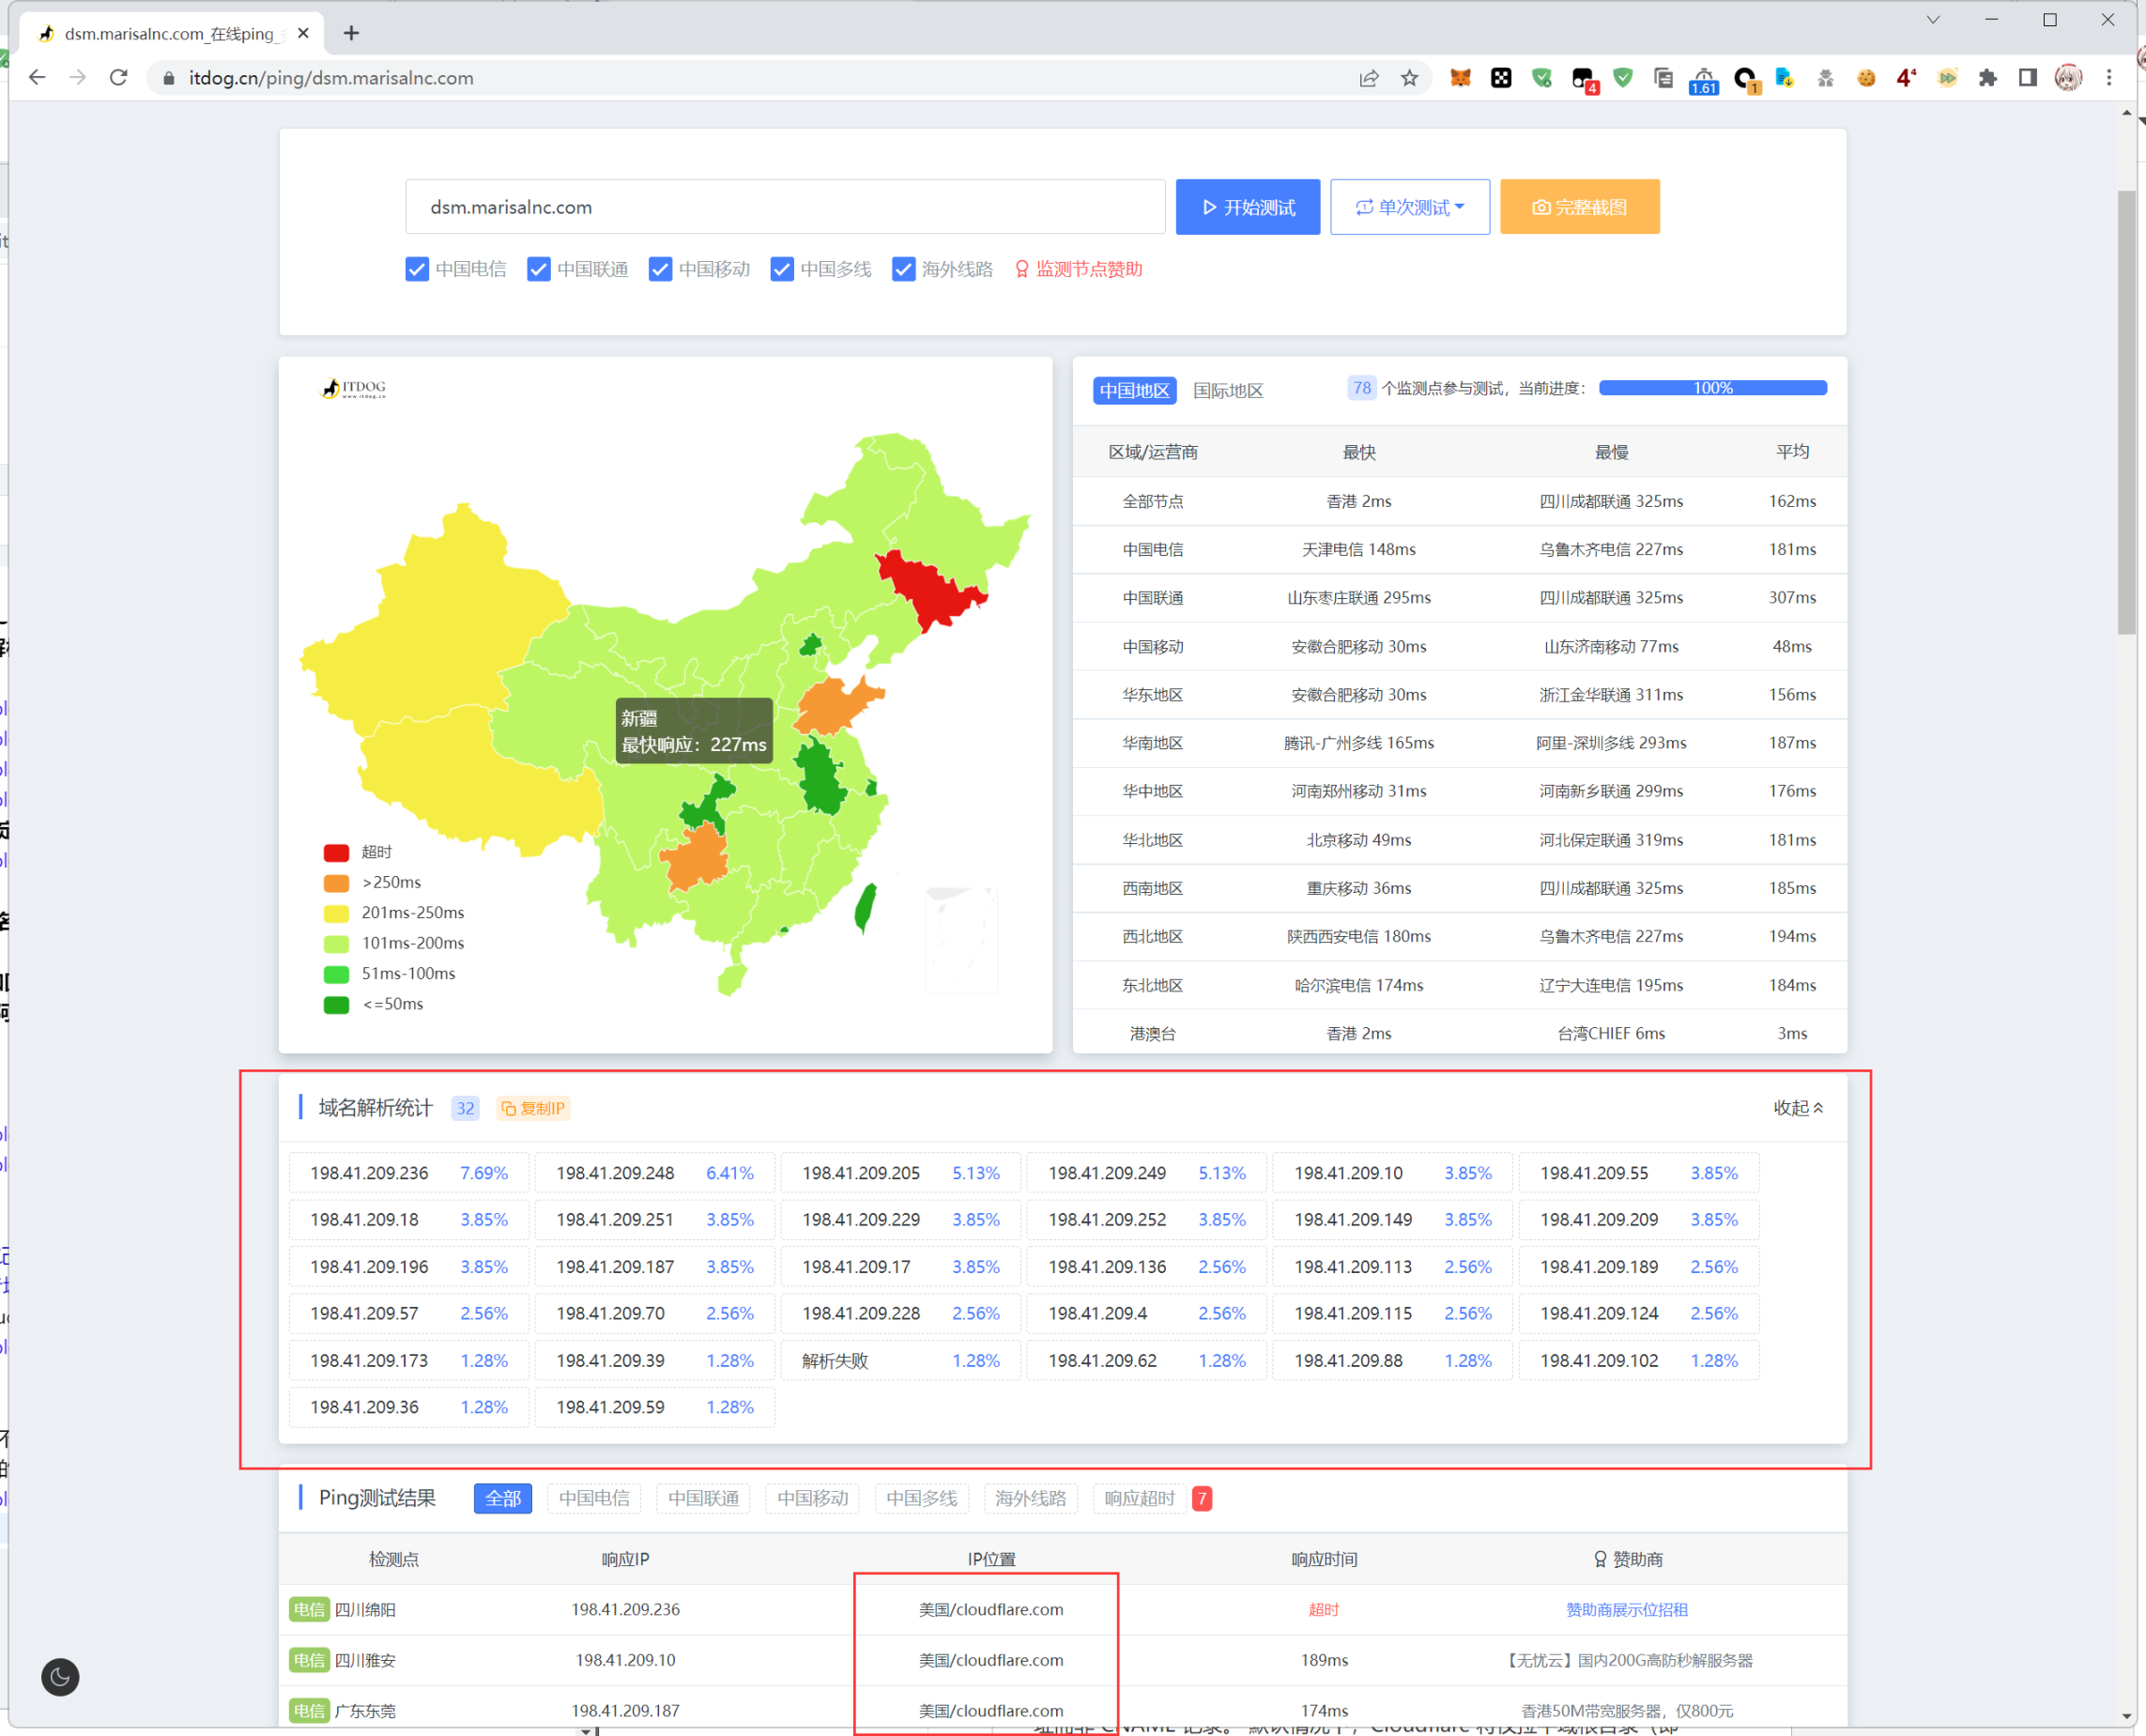 dsm.marisalnc.com_在线ping_
itdog.cn/ping/dsm.marisalnc.com
4
1.61
1
dsm.marisalnc.com
开始测试
单次测试
完整截图
中国电信 中国联通 中国移动 中国多线 海外线路 监测节点赞助
ITDOG
www.itdog.cn
新疆
最快响应：227ms
超时
>250ms
201ms-250ms
101ms-200ms
51ms-100ms
<=50ms
中国地区 国际地区 78 个监测点参与测试，当前进度： 100%
区域/运营商 最快 最慢 平均
全部节点 香港 2ms 四川成都联通 325ms 162ms
中国电信 天津电信 148ms 乌鲁木齐电信 227ms 181ms
中国联通 山东枣庄联通 295ms 四川成都联通 325ms 307ms
中国移动 安徽合肥移动 30ms 山东济南移动 77ms 48ms
华东地区 安徽合肥移动 30ms 浙江金华联通 311ms 156ms
华南地区 腾讯-广州多线 165ms 阿里-深圳多线 293ms 187ms
华中地区 河南郑州移动 31ms 河南新乡联通 299ms 176ms
华北地区 北京移动 49ms 河北保定联通 319ms 181ms
西南地区 重庆移动 36ms 四川成都联通 325ms 185ms
西北地区 陕西西安电信 180ms 乌鲁木齐电信 227ms 194ms
东北地区 哈尔滨电信 174ms 辽宁大连电信 195ms 184ms
港澳台 香港 2ms 台湾CHIEF 6ms 3ms
域名解析统计 32 复制IP 收起
198.41.209.236 7.69% 198.41.209.248 6.41% 198.41.209.205 5.13% 198.41.209.249 5.13% 198.41.209.10 3.85% 198.41.209.55 3.85%
198.41.209.18 3.85% 198.41.209.251 3.85% 198.41.209.229 3.85% 198.41.209.252 3.85% 198.41.209.149 3.85% 198.41.209.209 3.85%
198.41.209.196 3.85% 198.41.209.187 3.85% 198.41.209.17 3.85% 198.41.209.136 2.56% 198.41.209.113 2.56% 198.41.209.189 2.56%
198.41.209.57 2.56% 198.41.209.70 2.56% 198.41.209.228 2.56% 198.41.209.4 2.56% 198.41.209.115 2.56% 198.41.209.124 2.56%
198.41.209.173 1.28% 198.41.209.39 1.28% 解析失败 1.28% 198.41.209.62 1.28% 198.41.209.88 1.28% 198.41.209.102 1.28%
198.41.209.36 1.28% 198.41.209.59 1.28%
Ping测试结果 全部 中国电信 中国联通 中国移动 中国多线 海外线路 响应超时 7
检测点 响应IP IP位置 响应时间 赞助商
电信 四川绵阳 198.41.209.236 美国/cloudflare.com 超时 赞助商展示位招租
电信 四川雅安 198.41.209.10 美国/cloudflare.com 189ms 【无忧云】国内200G高防秒解服务器
电信 广东东莞 198.41.209.187 美国/cloudflare.com 174ms 香港50M带宽服务器，仅800元